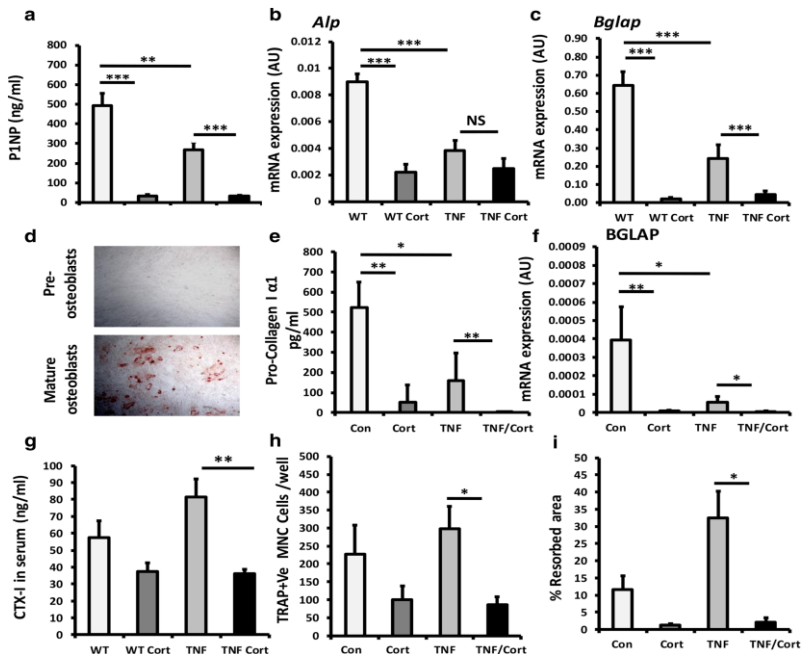 a
P1NP (ng/ml)
800
700
600
500
400
300
200
100
0
**
***
***
b
Alp
mRNA expression (AU)
0.012
0.01
0.008
0.006
0.004
0.002
0
***
***
NS
WT
WT Cort
TNF
TNF Cort
c
Bglap
mRNA expression (AU)
0.90
0.80
0.70
0.60
0.50
0.40
0.30
0.20
0.10
0.00
***
***
***
WT
WT Cort
TNF
TNF Cort
d
Pre-
osteoblasts
Mature
osteoblasts
e
Pro-Collagen I α1
pg/ml
800
700
600
500
400
300
200
100
0
*
**
**
Con
Cort
TNF
TNF/Cort
f
BGLAP
mRNA expression (AU)
0.0009
0.0008
0.0007
0.0006
0.0005
0.0004
0.0003
0.0002
0.0001
0
*
**
*
Con
Cort
TNF
TNF/Cort
g
CTX-I in serum (ng/ml)
100
90
80
70
60
50
40
30
20
10
0
**
WT
WT Cort
TNF
TNF Cort
h
TRAP+Ve MNC Cells /well
500
450
400
350
300
250
200
150
100
50
0
*
Con
Cort
TNF
TNF/Cort
i
% Resorbed area
50
45
40
35
30
25
20
15
10
5
0
*
Con
Cort
TNF
TNF/Cort